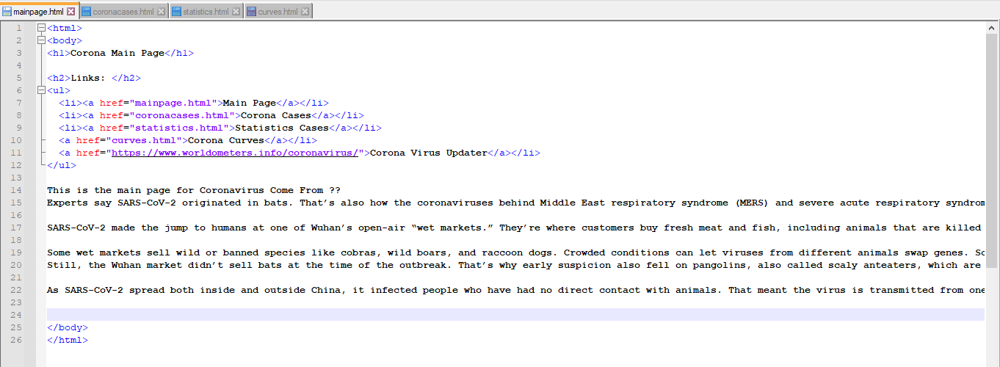 mainpage.html coronacases.html statistics.html curves.html
1 <html>
2 <body>
3 <h1>Corona Main Page</h1>
4
5 <h2>Links: </h2>
6 <ul>
7 <li><a href="mainpage.html">Main Page</a></li>
8 <li><a href="coronacases.html">Corona Cases</a></li>
9 <li><a href="statistics.html">Statistics Cases</a></li>
10 <a href="curves.html">Corona Curves</a></li>
11 <a href="https://www.worldometers.info/coronavirus/">Corona Virus Updater</a></li>
12 </ul>
13
14 This is the main page for Coronavirus Come From ??
15 Experts say SARS-CoV-2 originated in bats. That’s also how the coronaviruses behind Middle East respiratory syndrome (MERS) and severe acute respiratory syndrom
16
17 SARS-CoV-2 made the jump to humans at one of Wuhan’s open-air “wet markets.” They’re where customers buy fresh meat and fish, including animals that are killed
18
19 Some wet markets sell wild or banned species like cobras, wild boars, and raccoon dogs. Crowded conditions can let viruses from different animals swap genes. So
20 Still, the Wuhan market didn’t sell bats at the time of the outbreak. That’s why early suspicion also fell on pangolins, also called scaly anteaters, which are
21
22 As SARS-CoV-2 spread both inside and outside China, it infected people who have had no direct contact with animals. That meant the virus is transmitted from one
23
24
25 </body>
26 </html>